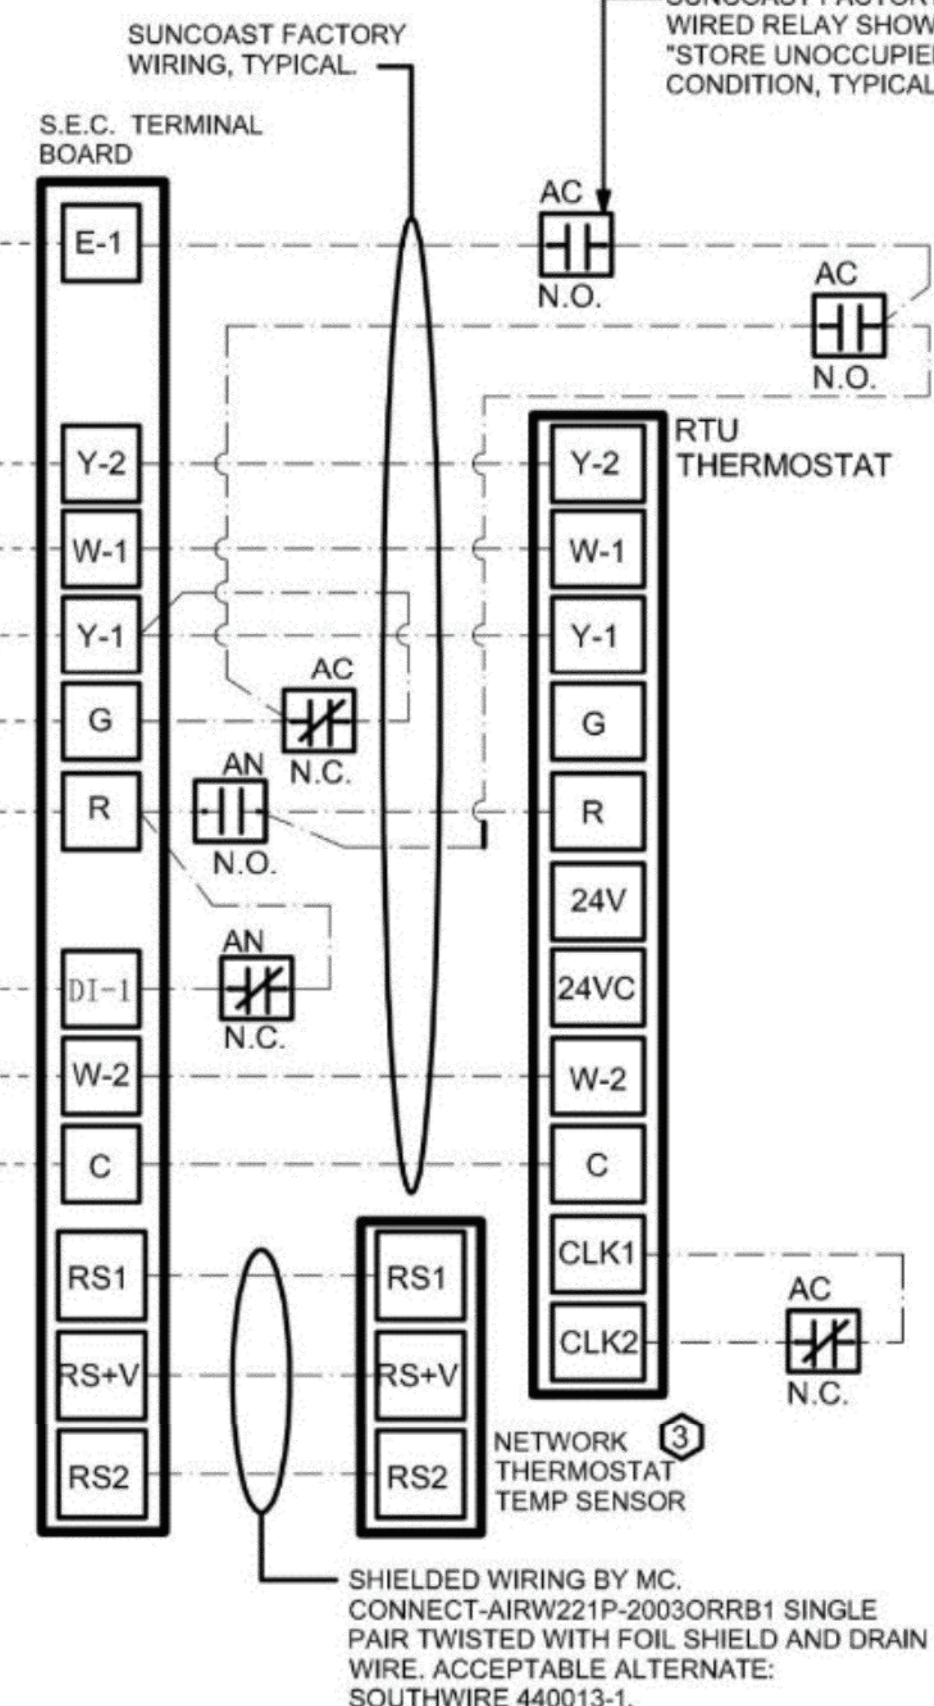 SUNCOAST FACTORY
WIRING, TYPICAL.
WIRED RELAY SHOW
"STORE UNOCCUPIE
CONDITION, TYPICAL
S.E.C. TERMINAL
BOARD
E-1
Y-2
W-1
Y-1
G
R
DI-1
W-2
C
RS1
RS+V
RS2
AC
N.O.
AC
N.O.
AC
N.C.
AN
N.O.
AN
N.C.
RTU
THERMOSTAT
Y-2
W-1
Y-1
G
R
24V
24VC
W-2
C
CLK1
CLK2
AC
N.C.
RS1
RS+V
RS2
NETWORK
THERMOSTAT
TEMP SENSOR
3
SHIELDED WIRING BY MC.
CONNECT-AIRW221P-2003ORRB1 SINGLE
PAIR TWISTED WITH FOIL SHIELD AND DRAIN
WIRE. ACCEPTABLE ALTERNATE:
SOUTHWIRE 440013-1.